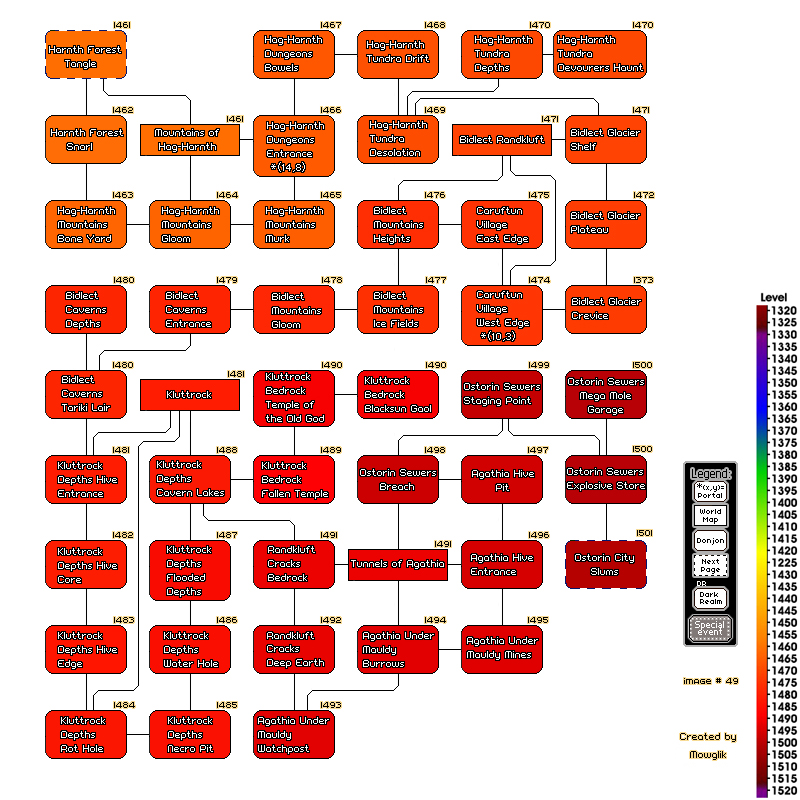 1461
Harnth Forest
Tangle
1467
Hag-Harnth
Dungeons
Bowels
1468
Hag-Harnth
Tundra Drift
1470
Hag-Harnth
Tundra
Depths
1470
Hag-Harnth
Tundra
Devourers Haunt
1462
Harnth Forest
Snarl
1461
Mountains of
Hag-Harnth
1466
Hag-Harnth
Dungeons
Entrance
*(14,8)
1469
Hag-Harnth
Tundra
Desolation
1471
Bidlect Randkluft
1471
Bidlect Glacier
Shelf
1463
Hag-Harnth
Mountains
Bone Yard
1464
Hag-Harnth
Mountains
Gloom
1465
Hag-Harnth
Mountains
Murk
1476
Bidlect
Mountains
Heights
1475
Caruftun
Village
East Edge
1472
Bidlect Glacier
Plateau
1480
Bidlect
Caverns
Depths
1479
Bidlect
Caverns
Entrance
1478
Bidlect
Mountains
Gloom
1477
Bidlect
Mountains
Ice Fields
1474
Caruftun
Village
West Edge
*(10,3)
1373
Bidlect Glacier
Crevice
1480
Bidlect
Caverns
Tariki Lair
1481
Kluttrock
1490
Kluttrock
Bedrock
Temple of
the Old God
1490
Kluttrock
Bedrock
Blacksun Gaol
1499
Ostorin Sewers
Staging Point
1500
Ostorin Sewers
Mega Mole
Garage
1481
Kluttrock
Depths Hive
Entrance
1488
Kluttrock
Depths
Cavern Lakes
1489
Kluttrock
Bedrock
Fallen Temple
1498
Ostorin Sewers
Breach
1497
Agathia Hive
Pit
1500
Ostorin Sewers
Explosive Store
1482
Kluttrock
Depths Hive
Core
1487
Kluttrock
Depths
Flooded
Depths
1491
Randkluft
Cracks
Bedrock
1491
Tunnels of Agathia
1496
Agathia Hive
Entrance
1501
Ostorin City
Slums
1483
Kluttrock
Depths Hive
Edge
1486
Kluttrock
Depths
Water Hole
1492
Randkluft
Cracks
Deep Earth
1494
Agathia Under
Mauldy
Burrows
1495
Agathia Under
Mauldy Mines
1484
Kluttrock
Depths
Rot Hole
1485
Kluttrock
Depths
Necro Pit
1493
Agathia Under
Mauldy
Watchpost
Legend:
*(x,y)=
Portal
World
Map
Donjon
Next
Page
OR
Dark
Realm
Special
event
image # 49
Created by
Mowglik
Level
1320
1325
1330
1335
1340
1345
1350
1355
1360
1365
1370
1375
1380
1385
1390
1395
1400
1405
1410
1415
1420
1425
1430
1435
1440
1445
1450
1455
1460
1465
1470
1475
1480
1485
1490
1495
1500
1505
1510
1515
1520